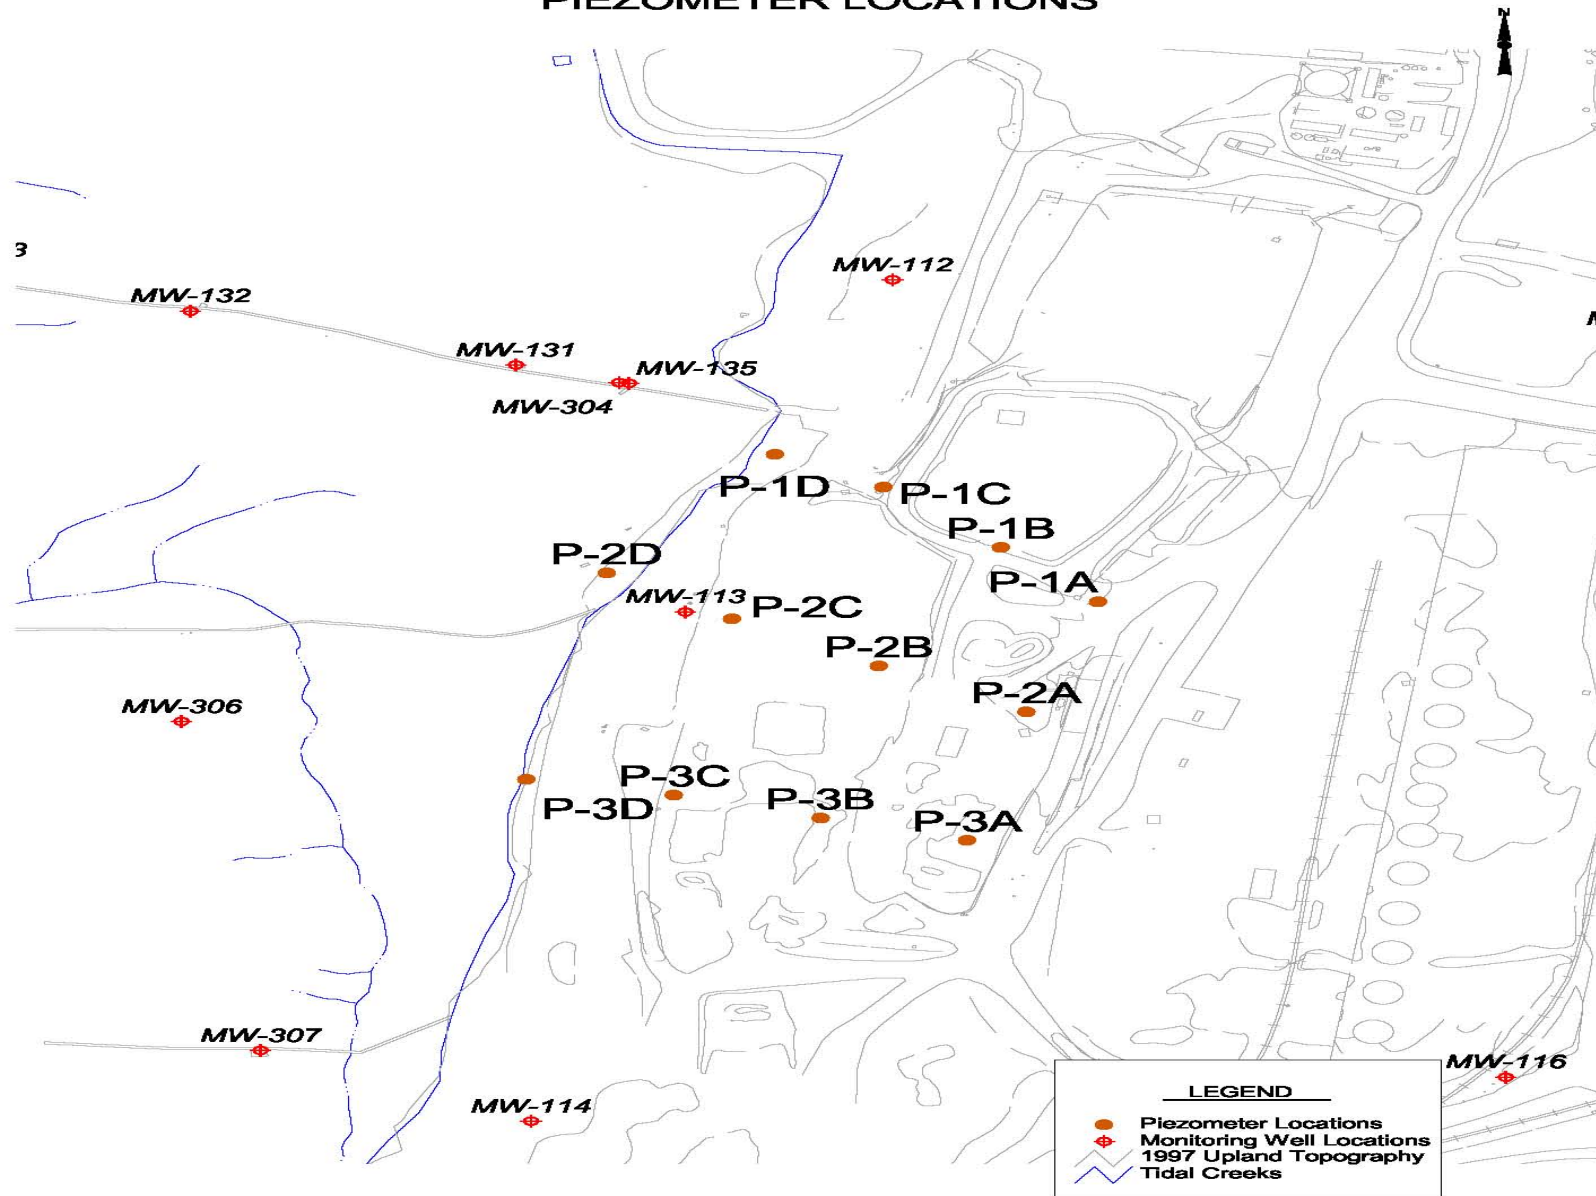 PIEZOMETER LOCATIONS
N
3
MW-112
MW-132
MW-131
MW-135
MW-304
P-1D
P-1C
P-1B
P-2D
P-1A
MW-113
P-2C
P-2B
P-2A
MW-306
P-3C
P-3D
P-3B
P-3A
MW-307
MW-114
MW-116
LEGEND
Piezometer Locations
Monitoring Well Locations
1997 Upland Topography
Tidal Creeks